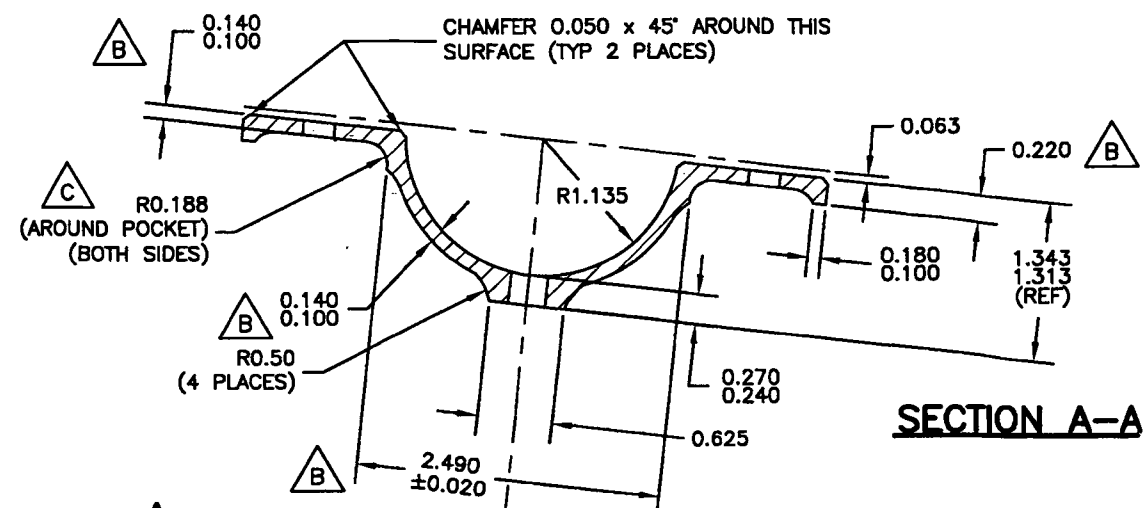 0.140
0.100
B
CHAMFER 0.050 x 45° AROUND THIS
SURFACE (TYP 2 PLACES)
0.063
0.220
B
C
R0.188
(AROUND POCKET)
(BOTH SIDES)
R1.135
0.180
0.100
1.343
1.313
(REF)
B
0.140
0.100
R0.50
(4 PLACES)
0.270
0.240
SECTION A-A
0.625
B
2.490
±0.020